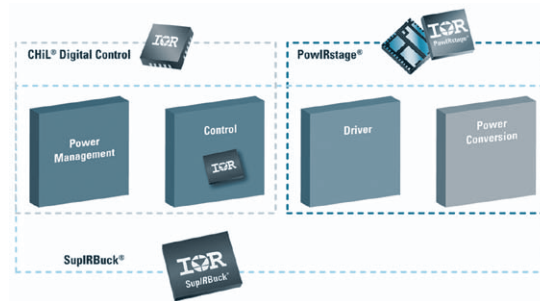 IOR
CHiL® Digital Control
PowIRstage®
IOR
PowIRstage®
Power
Management
Control
IOR
Driver
Power
Conversion
SupIRBuck®
IOR
SupIRBuck®